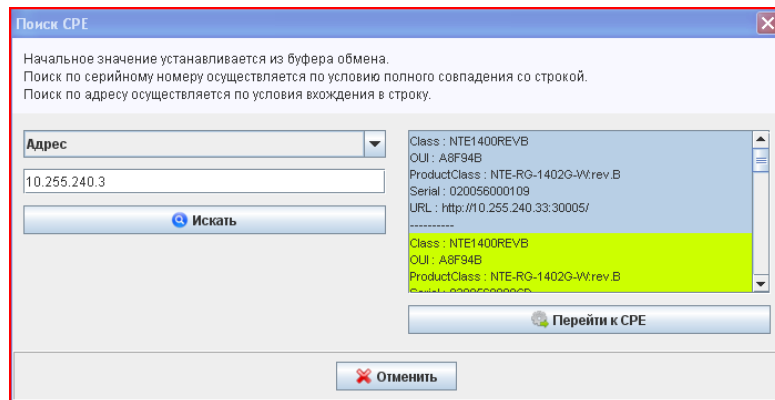 Поиск CPE
Начальное значение устанавливается из буфера обмена.
Поиск по серийному номеру осуществляется по условию полного совпадения со строкой.
Поиск по адресу осуществляется по условия вхождения в строку.
Адрес
10.255.240.3
Искать
Class : NTE1400REVB
OUI : A8F94B
ProductClass : NTE-RG-1402G-W:rev.B
Serial : 020056000109
URL : http://10.255.240.33:30005/
----------
Class : NTE1400REVB
OUI : A8F94B
ProductClass : NTE-RG-1402G-W:rev.B
Перейти к CPE
Отменить